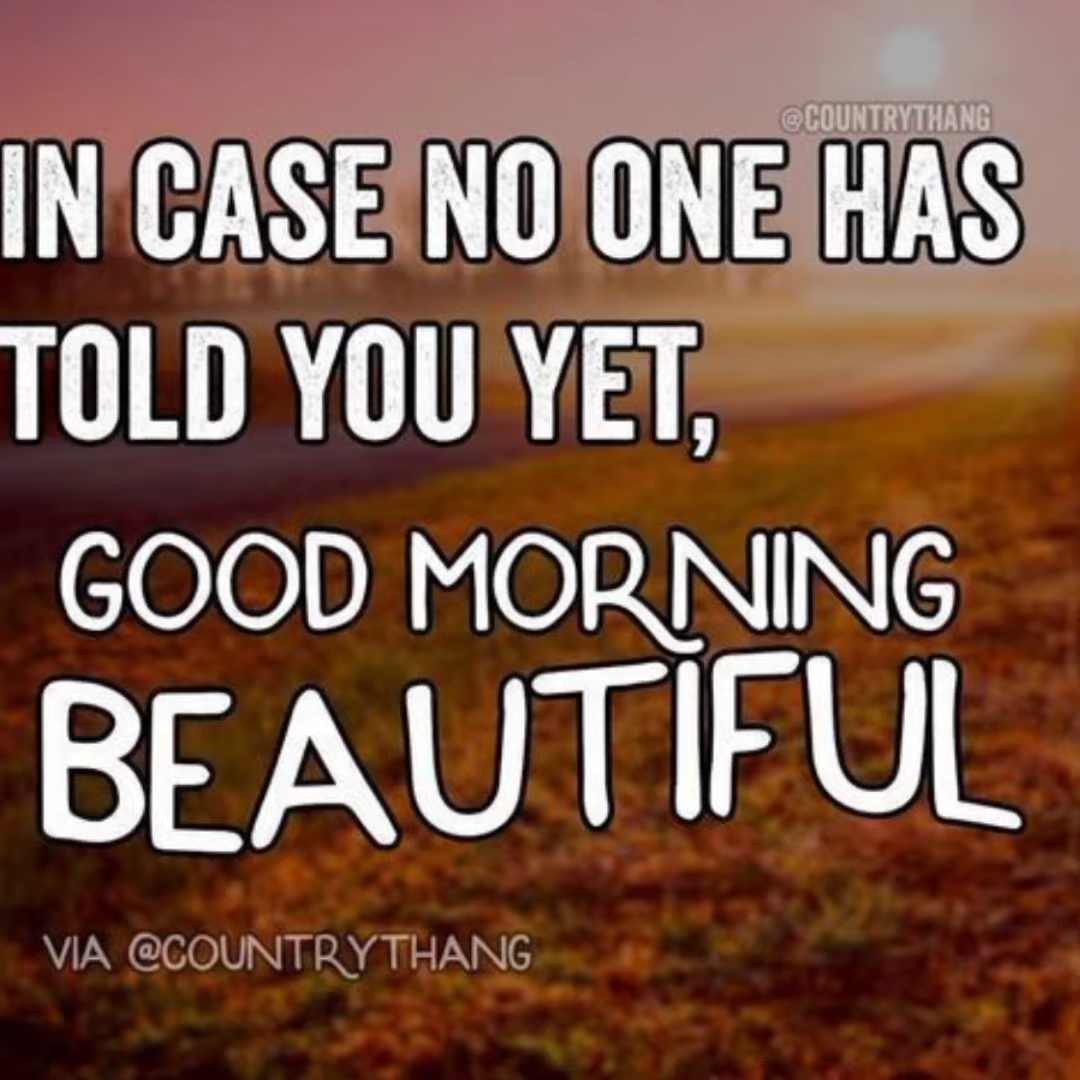 @COUNTRYTHANG
IN CASE NO ONE HAS
TOLD YOU YET,
GOOD MORNING
BEAUTIFUL
VIA @COUNTRYTHANG